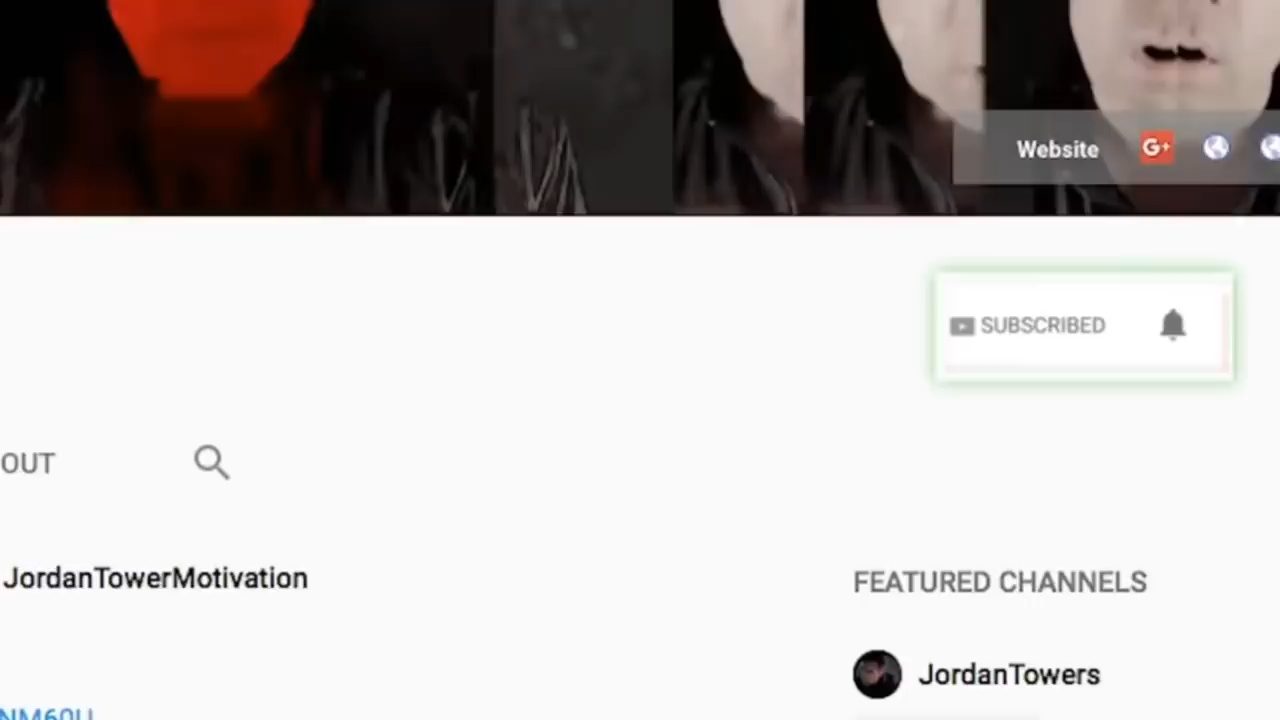 Website G+
SUBSCRIBED
OUT
JordanTowerMotivation
FEATURED CHANNELS
JordanTowers